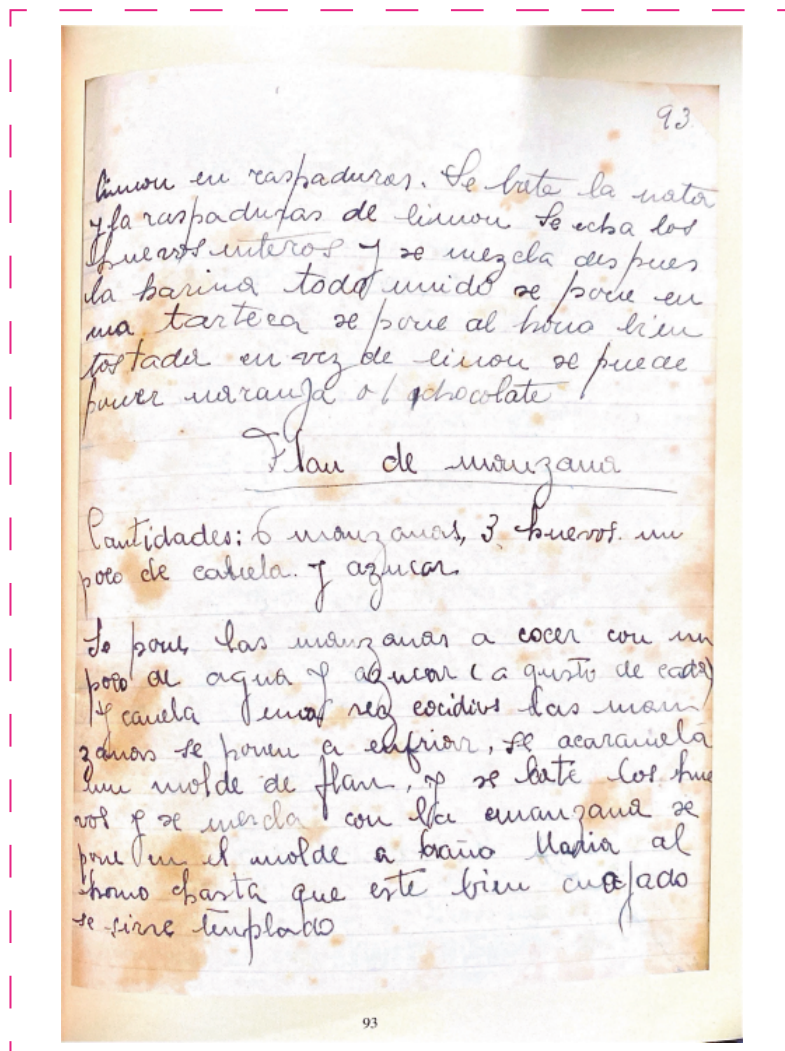 93
limon en raspaduras. Se bate la nata
y la raspaduras de limon se echa los
huevos interos y se mezcla despues
la harina todo unido se pone en
una tartera se pone al horno bien
tostada en vez de limon se puede
poner naranja o chocolate
Flan de manzana
Cantidades: 6 manzanas, 3 huevos. un
poco de cañela. y azucar.
Se pone las manzanas a cocer con un
poco de agua y azucar (a gusto de cada)
y canela una vez cocidas las man
zanas se ponen a enfriar, se acaramela
un molde de flan, y se bate los hue
vos y se mezcla con la manzana se
pone en el molde a baño Maria al
horno hasta que este bien cuajado
se sirve templado
93